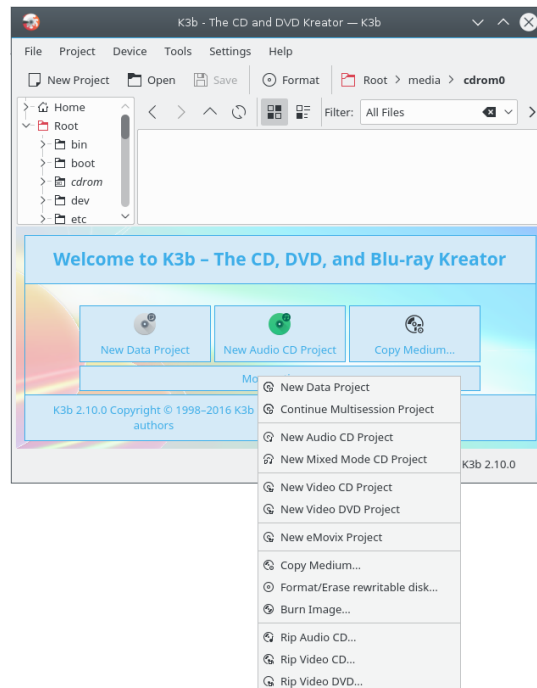 K3b - The CD and DVD Kreator — K3b
File Project Device Tools Settings Help
New Project Open Save Format Root > media > cdrom0
Home
Root
bin
boot
cdrom
dev
etc
Filter: All Files
Welcome to K3b – The CD, DVD, and Blu-ray Kreator
New Data Project New Audio CD Project Copy Medium...
K3b 2.10.0 Copyright © 1998–2016 K3b
authors
K3b 2.10.0
New Data Project
Continue Multisession Project
New Audio CD Project
New Mixed Mode CD Project
New Video CD Project
New Video DVD Project
New eMovix Project
Copy Medium...
Format/Erase rewritable disk...
Burn Image...
Rip Audio CD...
Rip Video CD...
Rip Video DVD...